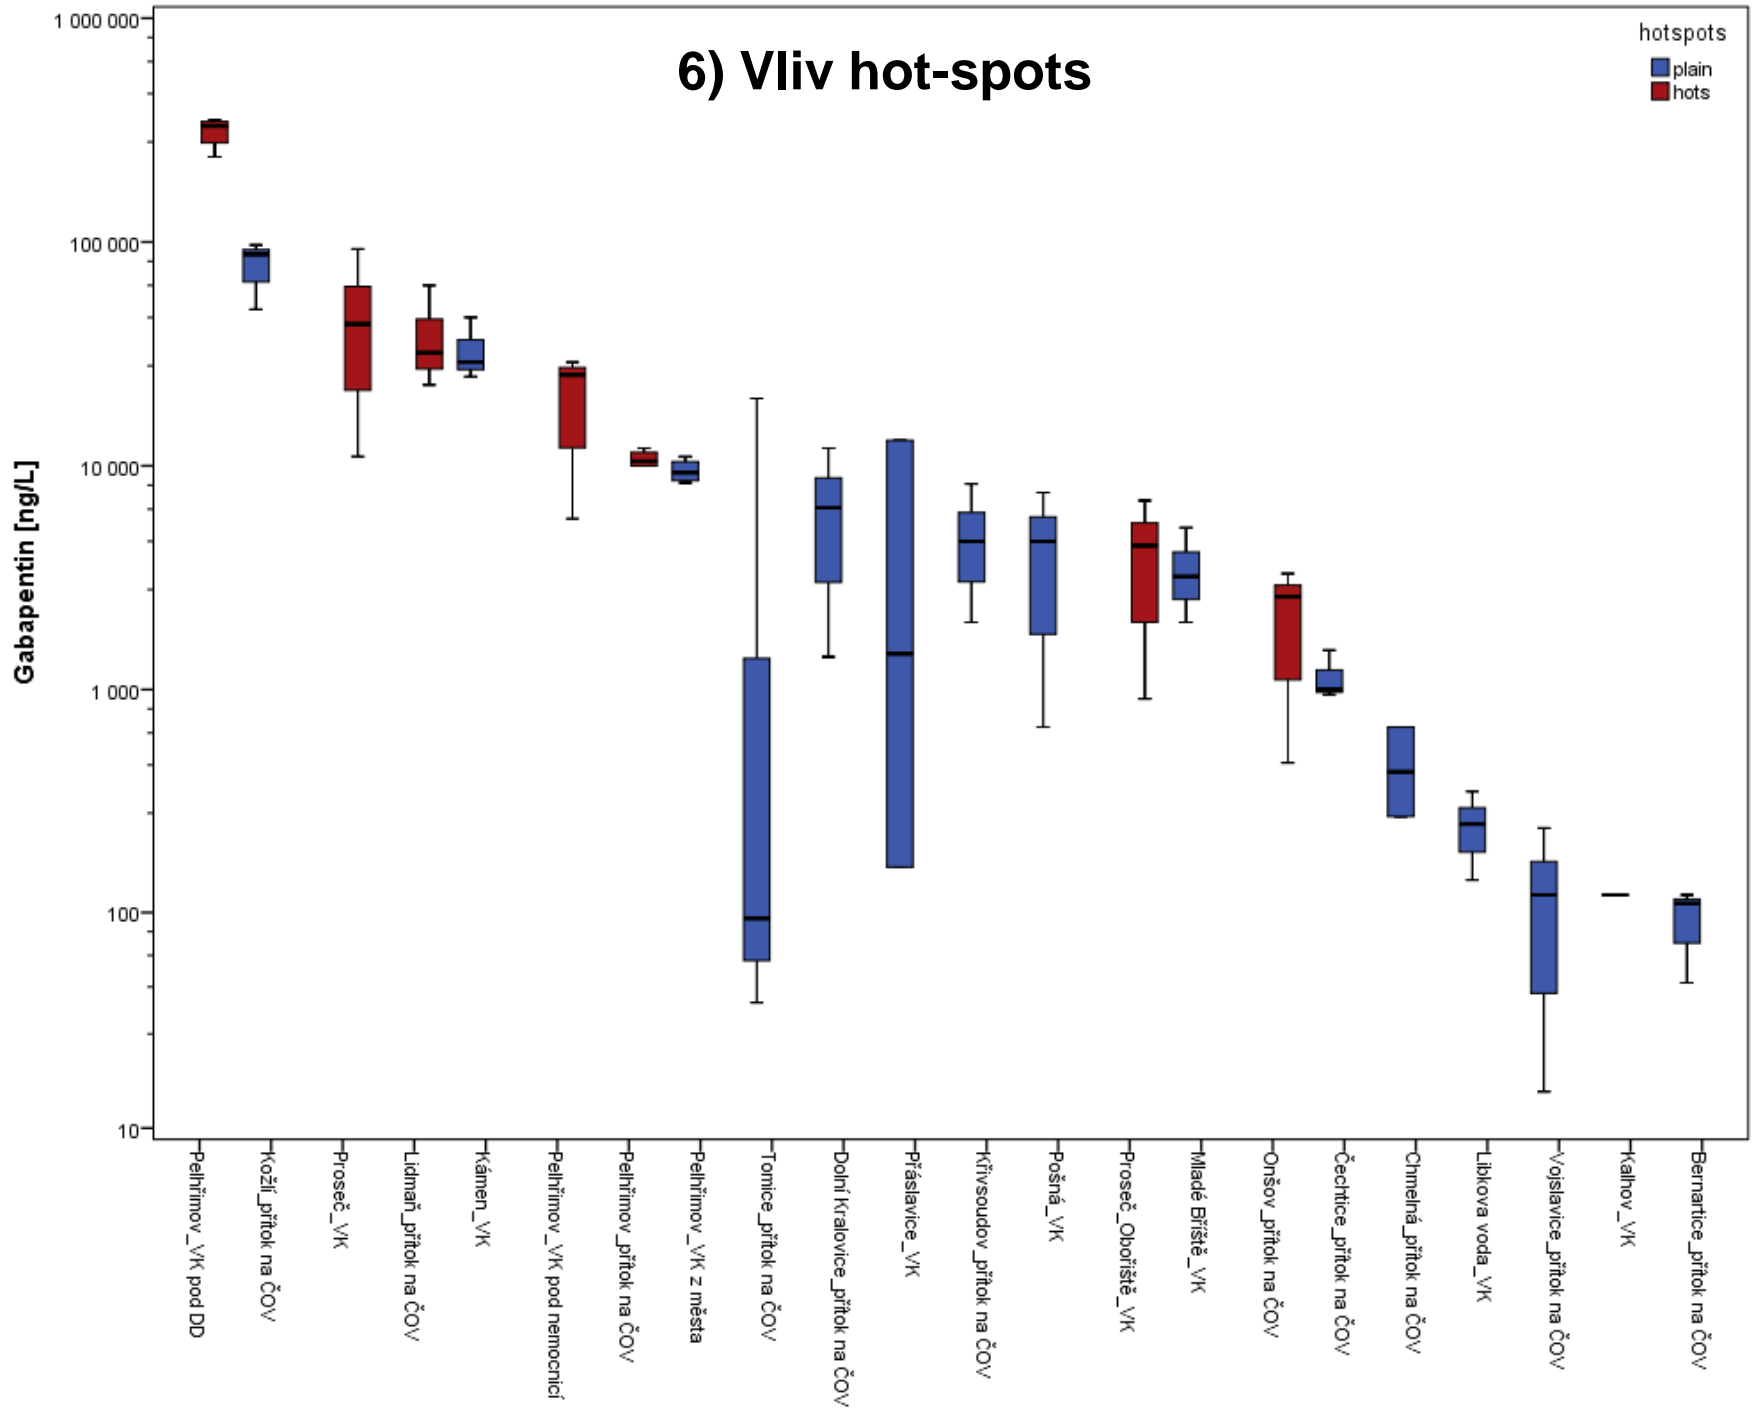 6) Vliv hot-spots
hotspots
plain
hots
Gabapentin [ng/L]
1 000 000
100 000
10 000
1 000
100
10
Pelhřimov_VK pod DD
Kožlí_přítok na ČOV
Proseč_VK
Lidmaň_přítok na ČOV
Kámen_VK
Pelhřimov_VK pod nemocnicí
Pelhřimov_přítok na ČOV
Pelhřimov_VK z města
Tomice_přítok na ČOV
Dolní Kralovice_přítok na ČOV
Přáslavice_VK
Křivsoudov_přítok na ČOV
Pošná_VK
Proseč_Obořiště_VK
Mladé Bříště_VK
Onšov_přítok na ČOV
Čechtice_přítok na ČOV
Chmelná_přítok na ČOV
Libkova voda_VK
Vojslavice_přítok na ČOV
Kalhov_VK
Bernartice_přítok na ČOV